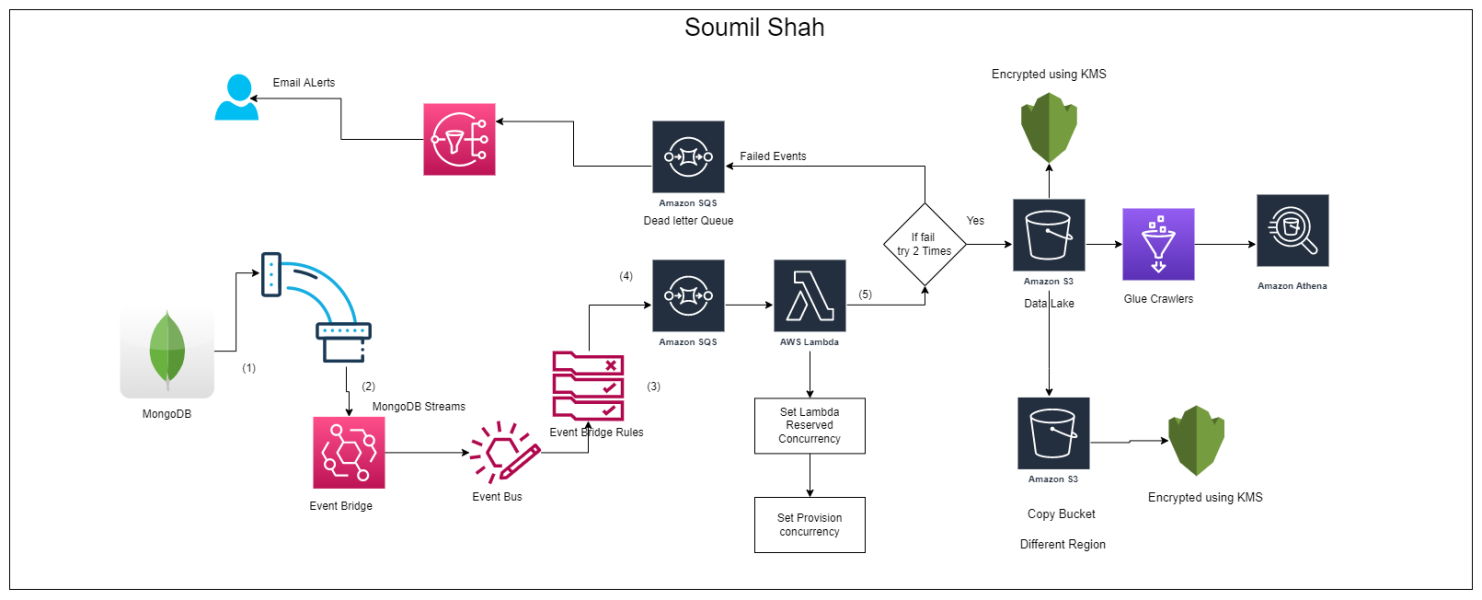 Soumil Shah
Encrypted using KMS
Email ALerts
Failed Events
Amazon SQS
Dead letter Queue
Yes
If fail
try 2 Times
Amazon S3
Data Lake
Glue Crawlers
Amazon Athena
(4)
(5)
Amazon SQS
AWS Lambda
(1)
MongoDB
(2)
MongoDB Streams
(3)
Event Bridge Rules
Event Bridge
Event Bus
Set Lambda
Reserved
Concurrency
Set Provision
concurrency
Amazon S3
Copy Bucket
Different Region
Encrypted using KMS